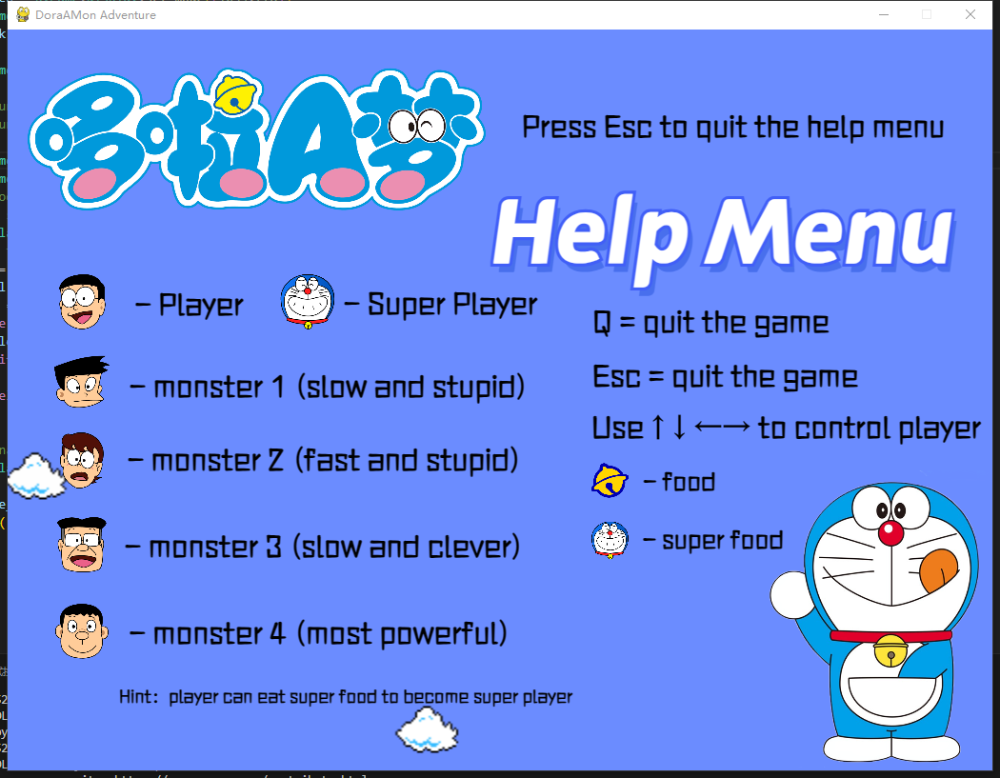 DoraAMon Adventure
哆啦A梦
Press Esc to quit the help menu
Help Menu
- Player
- Super Player
- monster 1 (slow and stupid)
- monster 2 (fast and stupid)
- monster 3 (slow and clever)
- monster 4 (most powerful)
Hint: player can eat super food to become super player
Q = quit the game
Esc = quit the game
Use ↑↓←→ to control player
- food
- super food